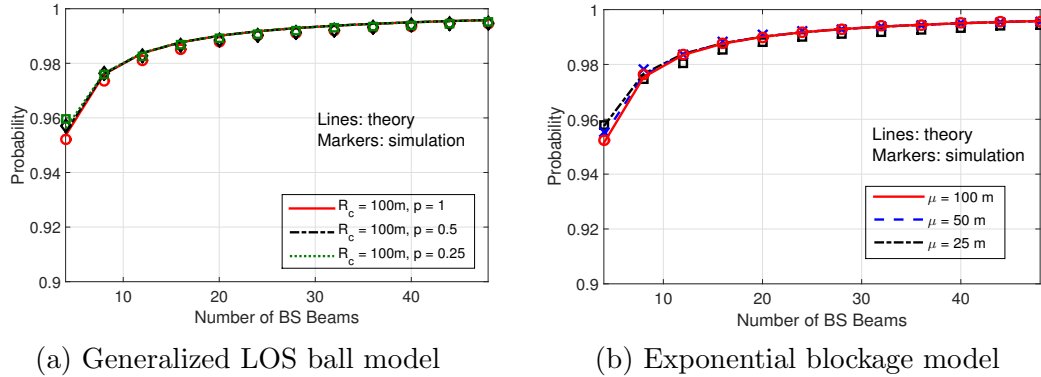 1
0.98
0.96
0.94
0.92
0.9
Probability
10
20
30
40
Number of BS Beams
Lines: theory
Markers: simulation
R_c = 100m, p = 1
R_c = 100m, p = 0.5
R_c = 100m, p = 0.25
(a) Generalized LOS ball model
1
0.98
0.96
0.94
0.92
0.9
Probability
10
20
30
40
Number of BS Beams
Lines: theory
Markers: simulation
μ = 100 m
μ = 50 m
μ = 25 m
(b) Exponential blockage model